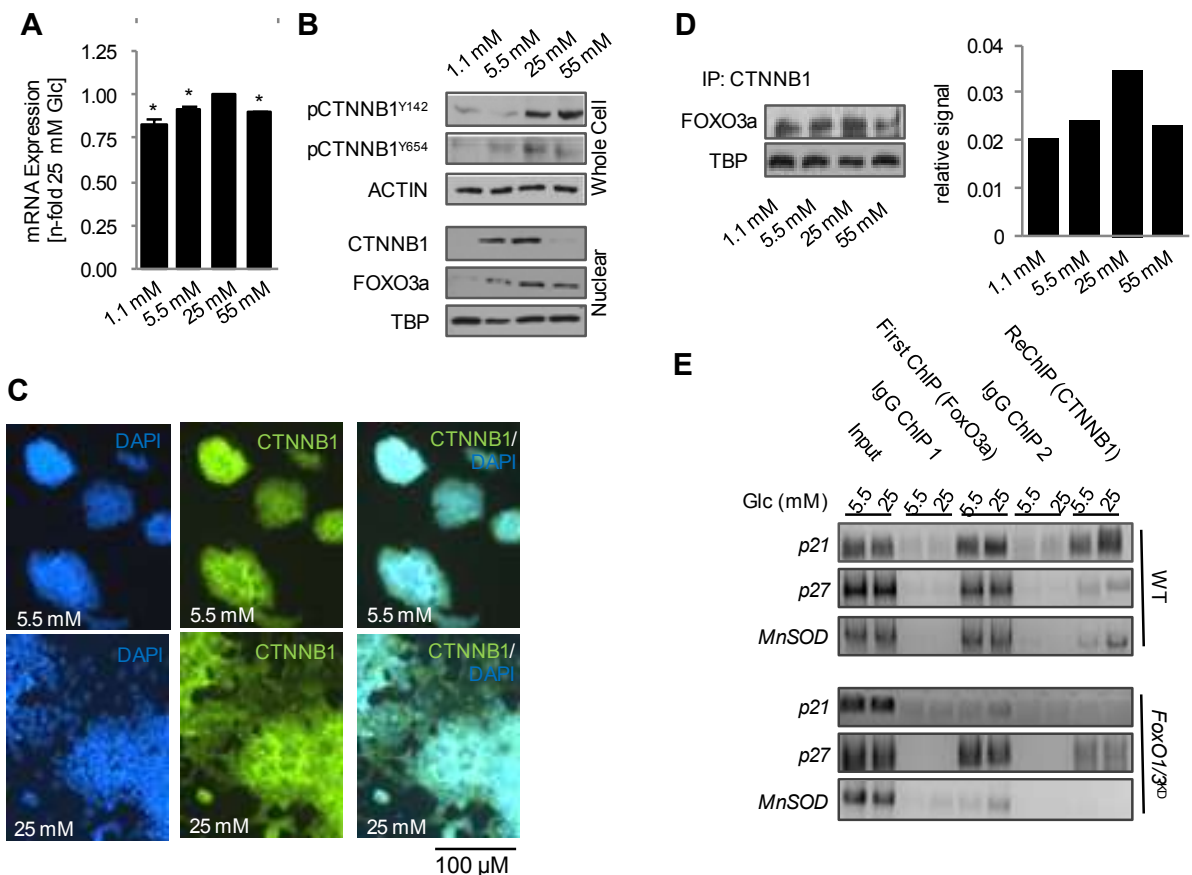 A
mRNA Expression
[n-fold 25 mM Glc]
1.25
1.00
0.75
0.50
0.25
0.00
*
*
*
1.1 mM
5.5 mM
25 mM
55 mM
B
1.1 mM
5.5 mM
25 mM
55 mM
pCTNNB1Y142
pCTNNB1Y654
ACTIN
Whole Cell
CTNNB1
FOXO3a
TBP
Nuclear
C
DAPI
5.5 mM
CTNNB1
CTNNB1/
DAPI
5.5 mM
DAPI
25 mM
CTNNB1
CTNNB1/
DAPI
25 mM
100 µM
D
IP: CTNNB1
FOXO3a
TBP
1.1 mM
5.5 mM
25 mM
55 mM
relative signal
0.04
0.03
0.02
0.01
0
1.1 mM
5.5 mM
25 mM
55 mM
E
Input
IgG ChIP 1
First ChIP (FoxO3a)
IgG ChIP 2
ReChIP (CTNNB1)
Glc (mM)
5.5 25 5.5 25 5.5 25 5.5 25 5.5 25
p21
p27
MnSOD
WT
p21
p27
MnSOD
FoxO1/3KD